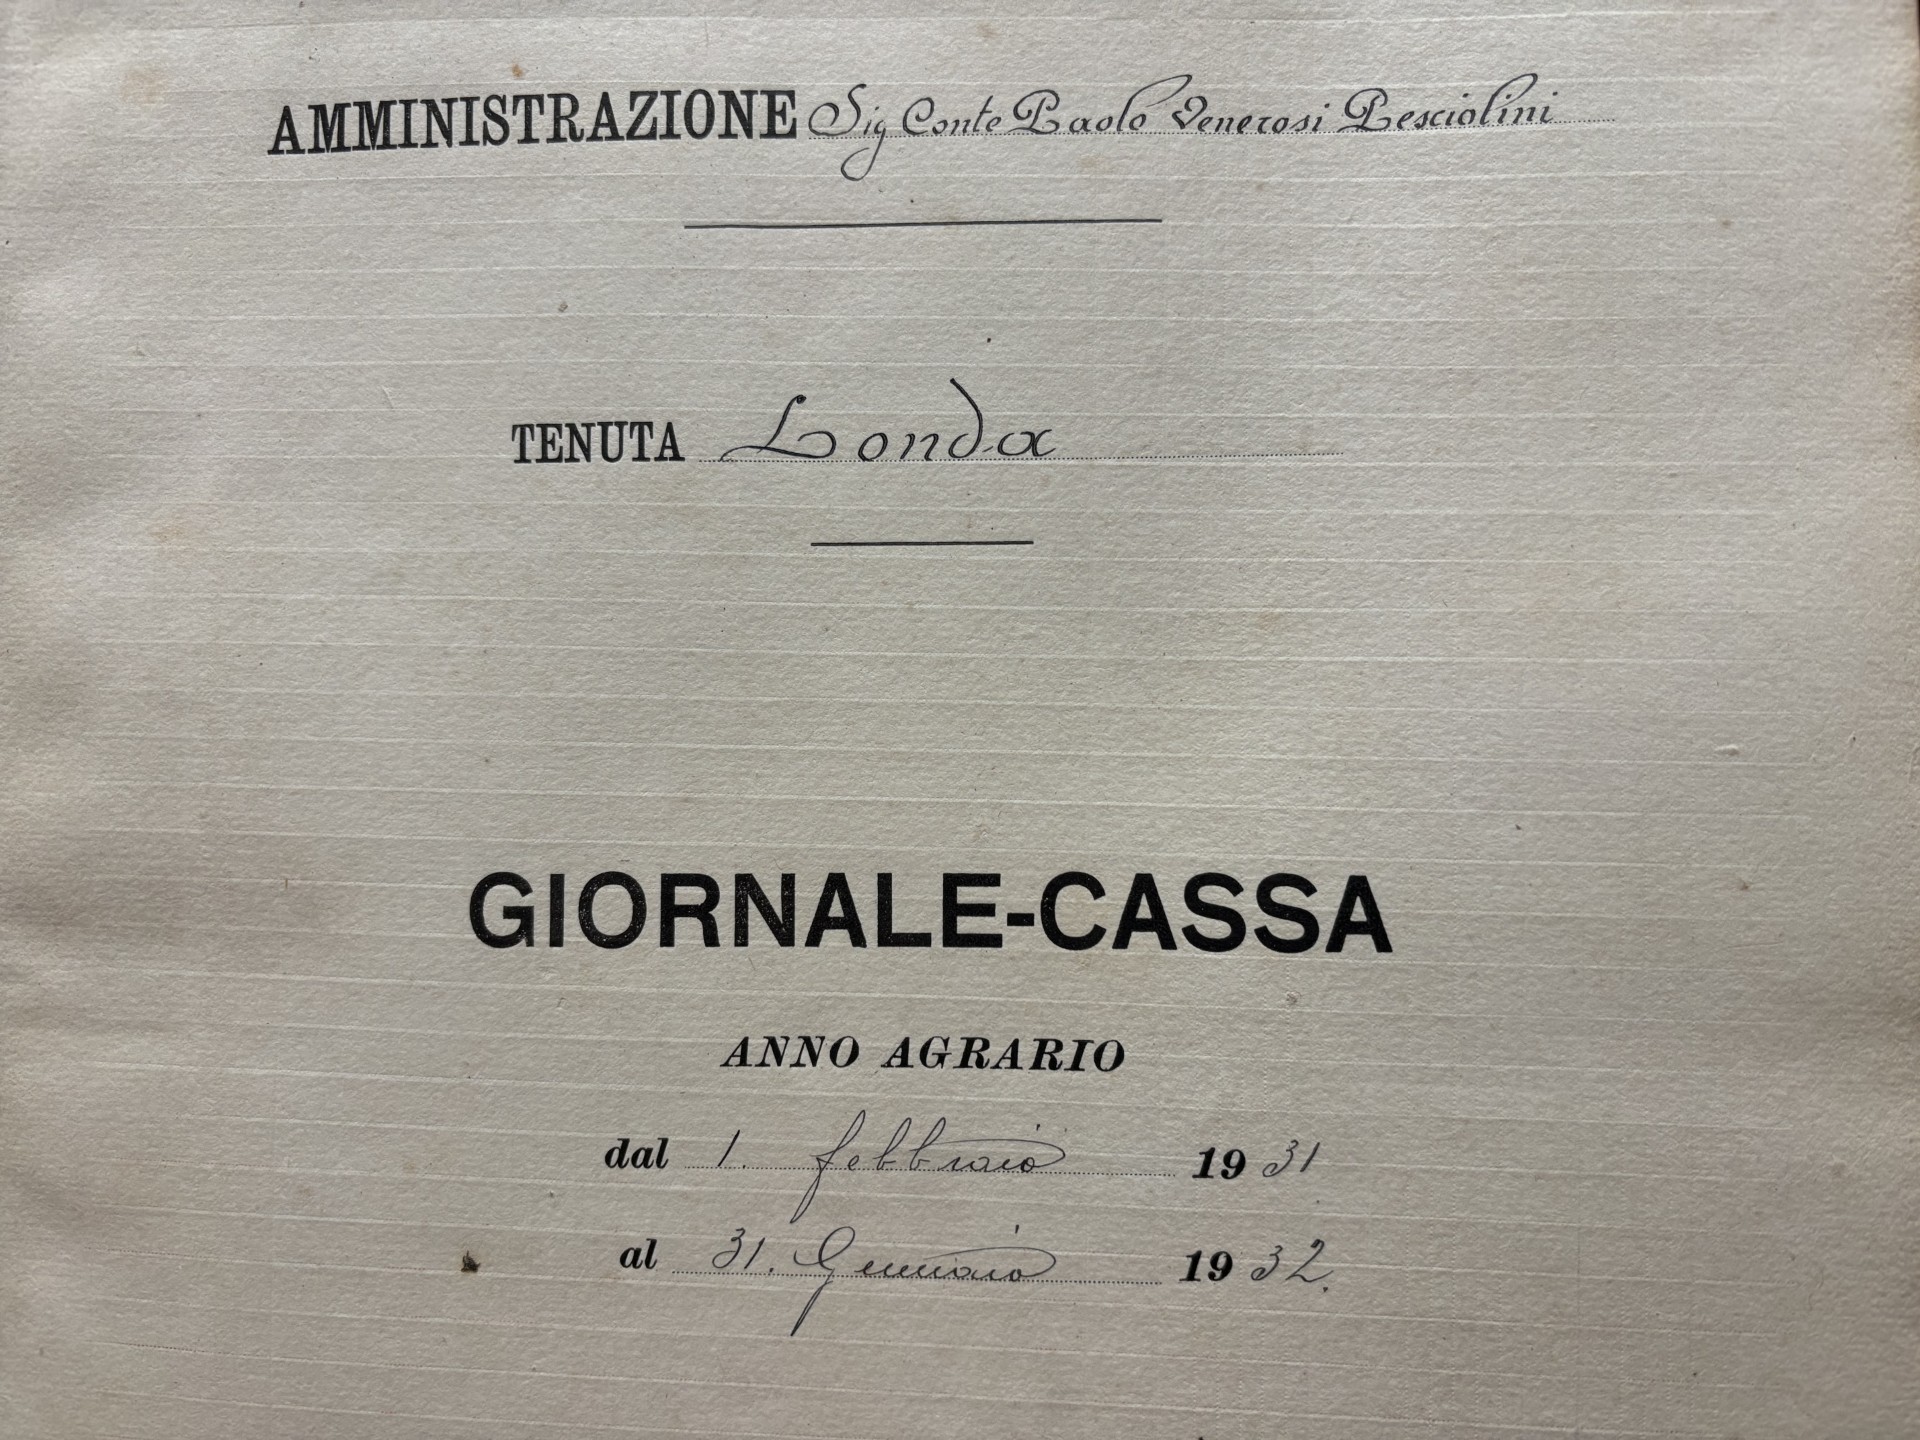 AMMINISTRAZIONE Sig Conte Paolo Venerosi Pesciolini
TENUTA Londa
GIORNALE-CASSA
ANNO AGRARIO
dal 1. febbraio 1931
al 31. Gennaio 1932.